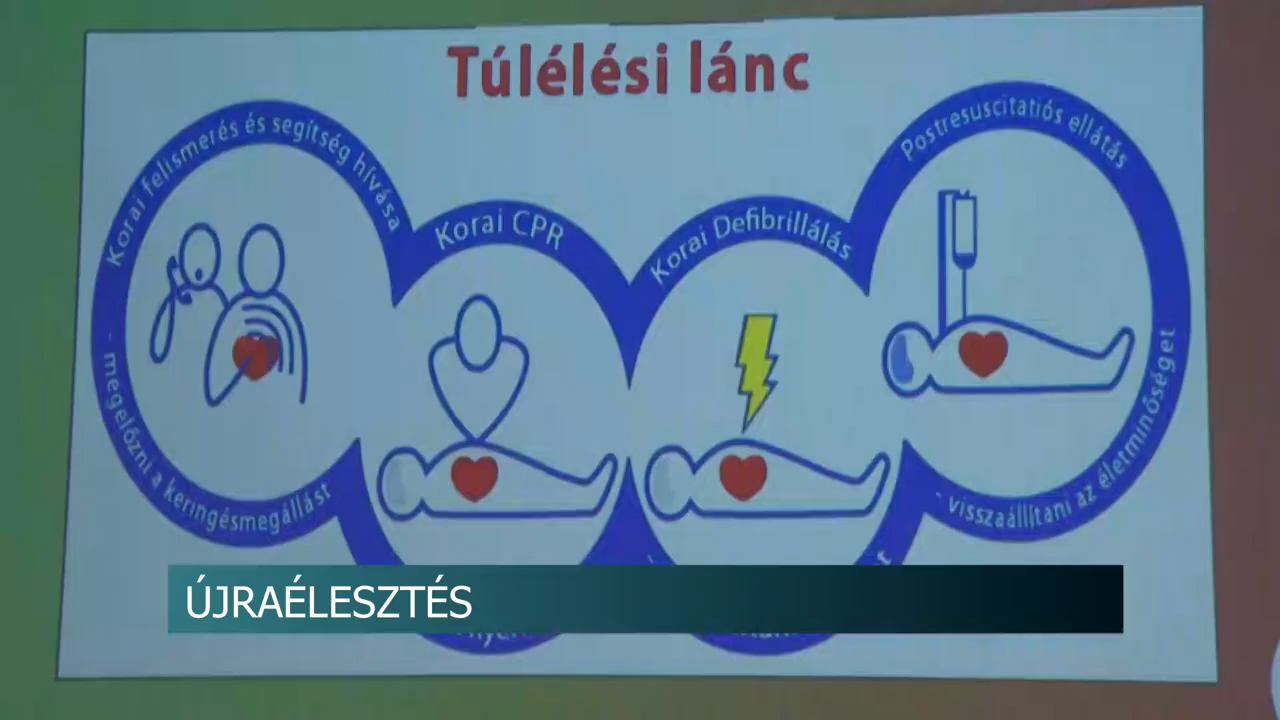 Túlélési lánc
Korai felismerés és segítség hívása
- megelőzni a keringésmegállást
Korai CPR
Korai Defibrillálás
Postresuscitatiós ellátás
- visszaállítani az életminőséget
ÚJRAÉLESZTÉS